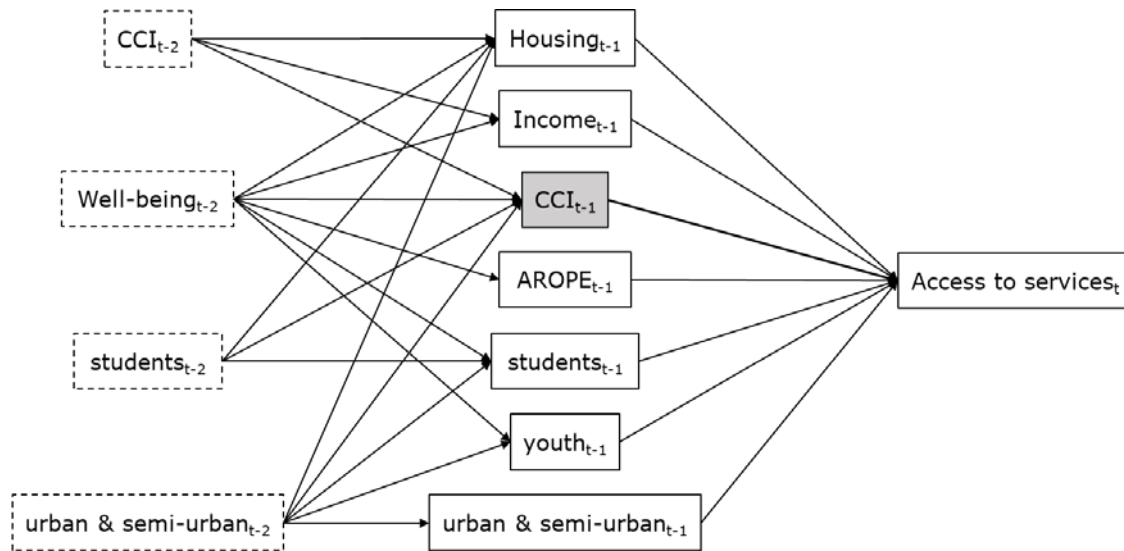 CCIt-2
Housingt-1
Incomet-1
Well-beingt-2
CCIt-1
AROPEt-1
Access to servicest
studentst-2
studentst-1
youtht-1
urban & semi-urbant-2
urban & semi-urbant-1